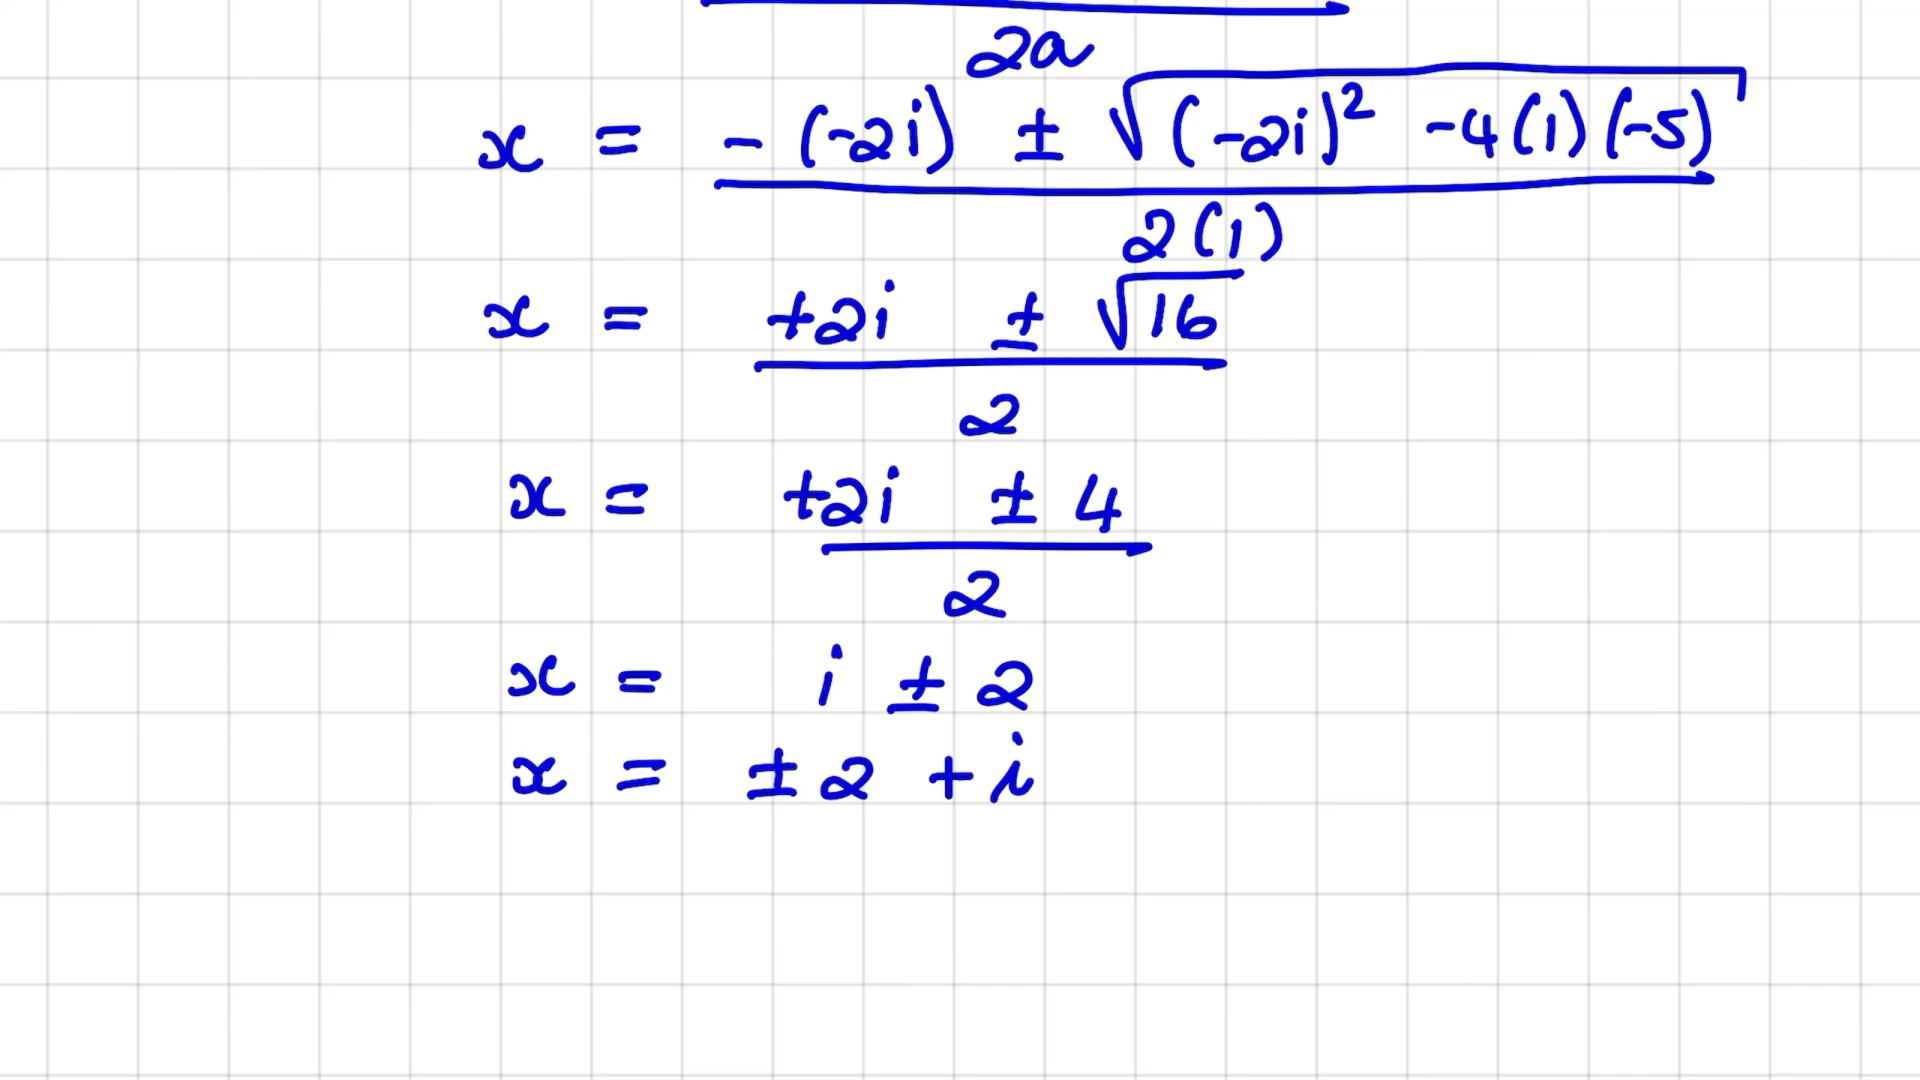 2a
x = - (-2i) ± √(-2i)² -4(1)(-5)
2(1)
x = +2i ± √16
2
x = +2i ± 4
2
x = i ± 2
x = ±2 + i